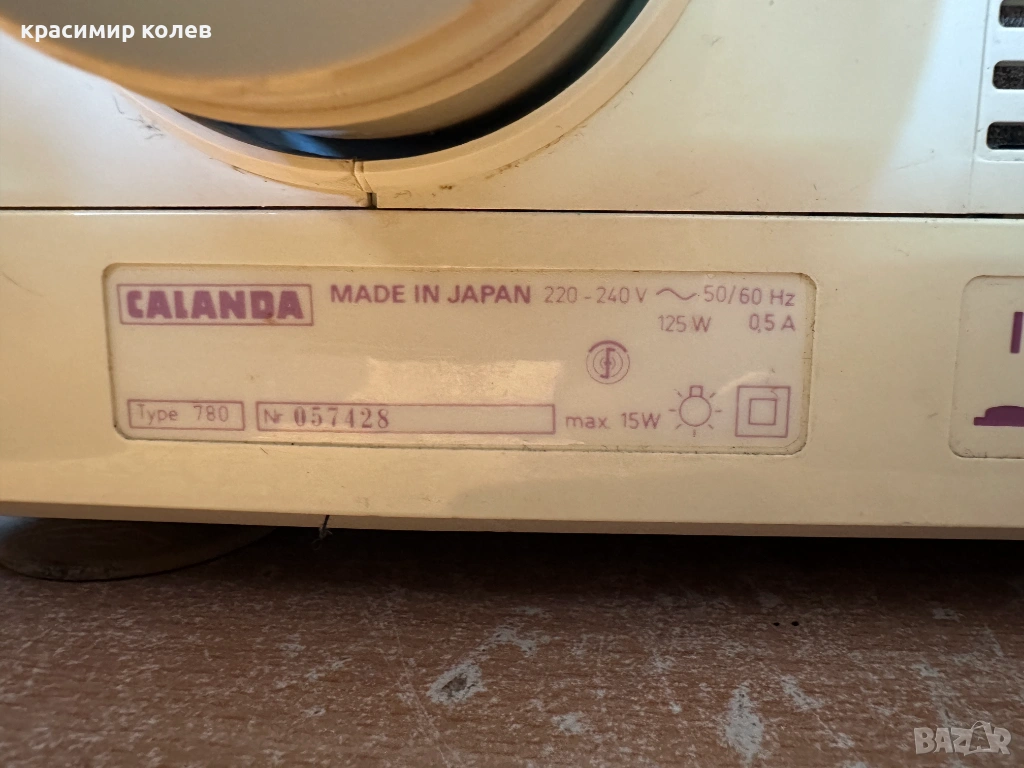 красимир колев
CALANDA MADE IN JAPAN 220-240 V ~ 50/60 Hz
125 W 0,5 A
Type 780 Nr 057428 max. 15W
BAZAR